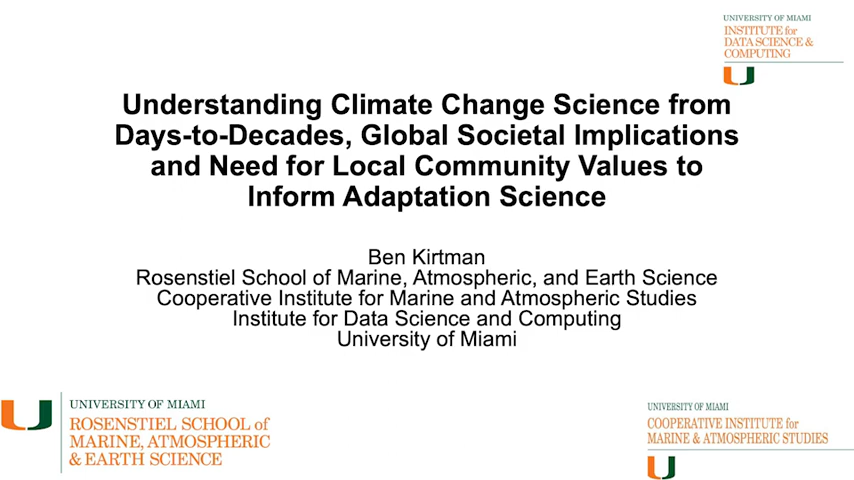 UNIVERSITY OF MIAMI
INSTITUTE for
DATA SCIENCE &
COMPUTING
Understanding Climate Change Science from
Days-to-Decades, Global Societal Implications
and Need for Local Community Values to
Inform Adaptation Science
Ben Kirtman
Rosenstiel School of Marine, Atmospheric, and Earth Science
Cooperative Institute for Marine and Atmospheric Studies
Institute for Data Science and Computing
University of Miami
UNIVERSITY OF MIAMI
ROSENSTIEL SCHOOL of
MARINE, ATMOSPHERIC
& EARTH SCIENCE
UNIVERSITY OF MIAMI
COOPERATIVE INSTITUTE for
MARINE & ATMOSPHERIC STUDIES